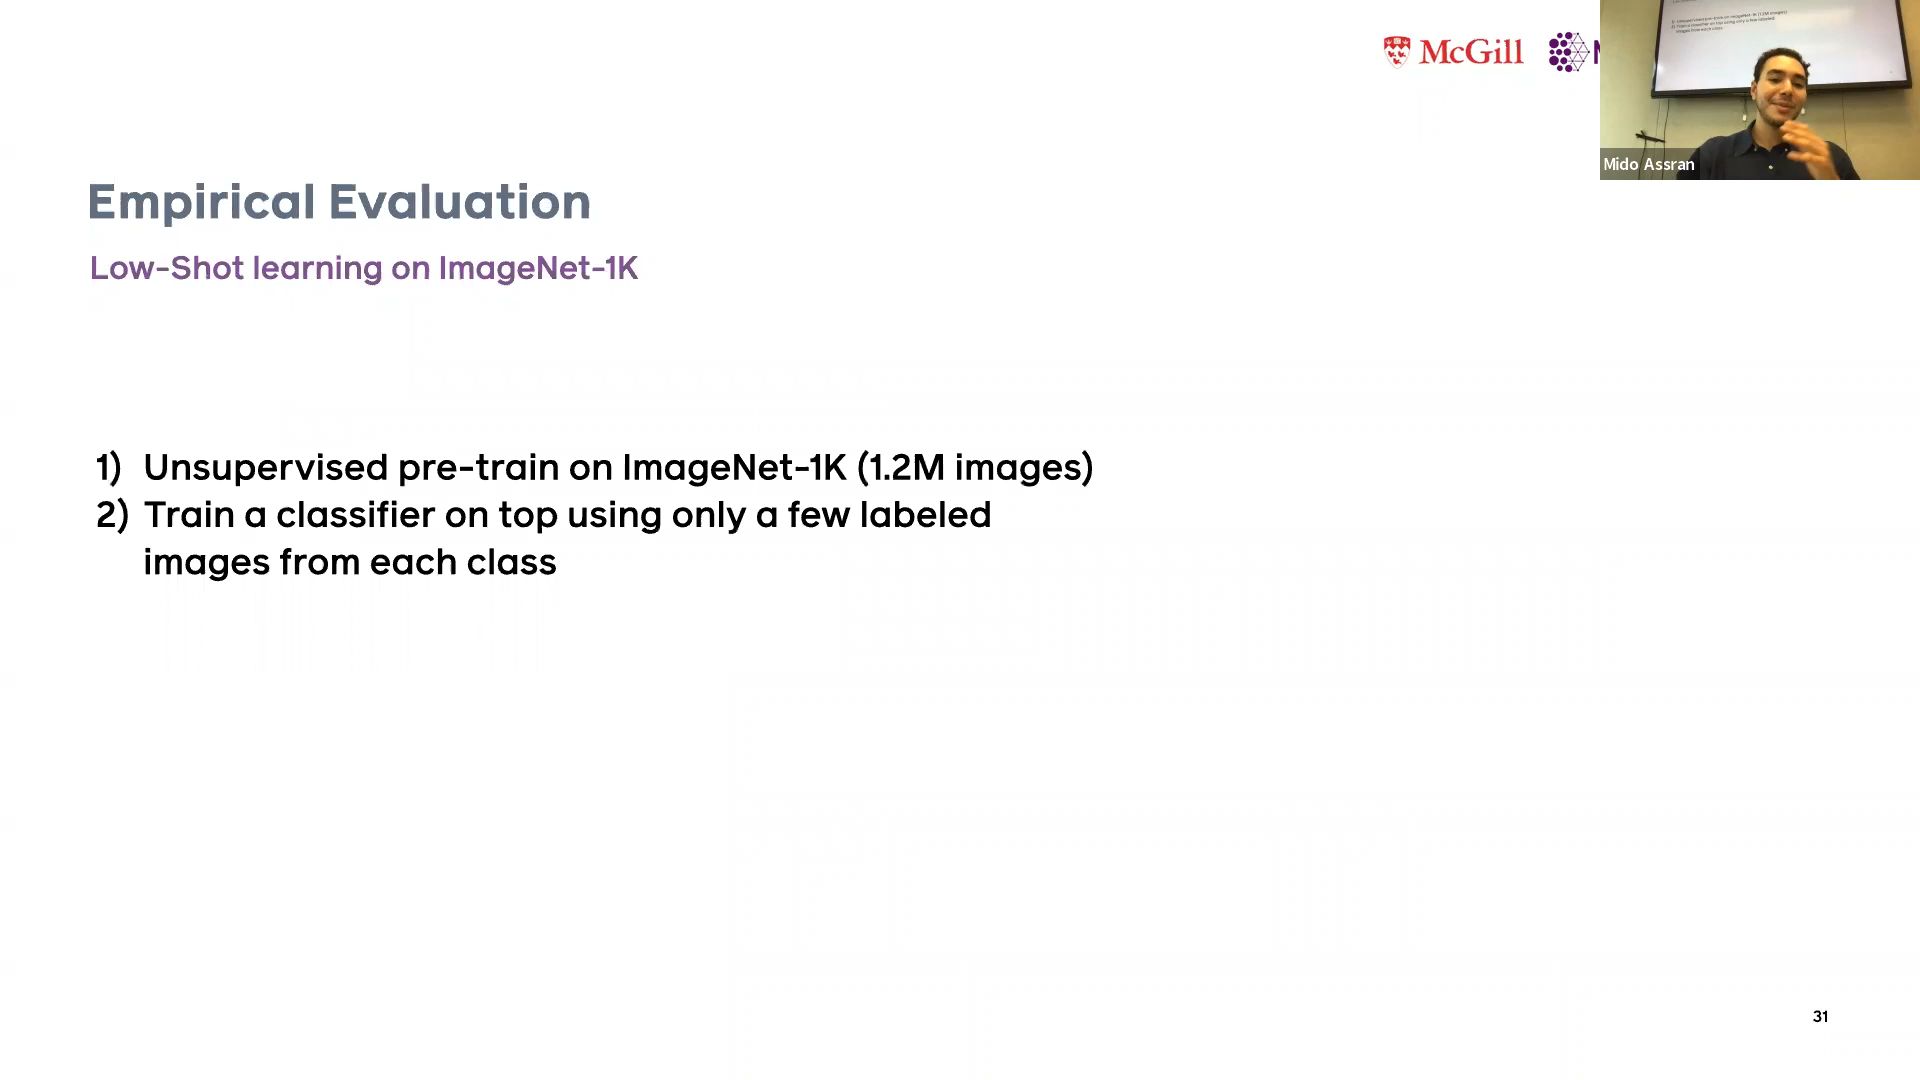 McGill
Mido Assran
Empirical Evaluation
Low-Shot learning on ImageNet-1K
1) Unsupervised pre-train on ImageNet-1K (1.2M images)
2) Train a classifier on top using only a few labeled
images from each class
31